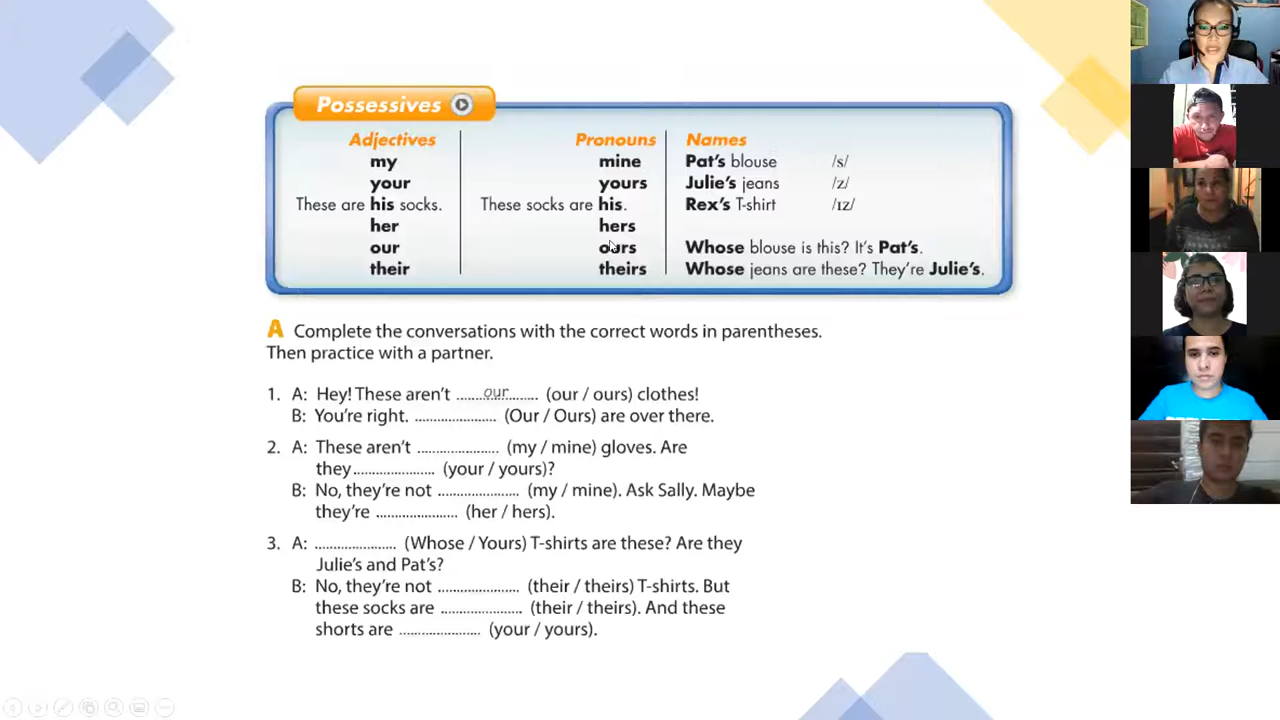 Possessives
Adjectives Pronouns Names
my mine Pat's blouse /s/
your yours Julie's jeans /z/
These are his socks. These socks are his. Rex's T-shirt /ɪz/
her hers
our ours Whose blouse is this? It's Pat's.
their theirs Whose jeans are these? They're Julie's.
A Complete the conversations with the correct words in parentheses.
Then practice with a partner.
1. A: Hey! These aren't ........our........ (our / ours) clothes!
B: You're right. ...................... (Our / Ours) are over there.
2. A: These aren't ...................... (my / mine) gloves. Are
they ...................... (your / yours)?
B: No, they're not ...................... (my / mine). Ask Sally. Maybe
they're ...................... (her / hers).
3. A: ...................... (Whose / Yours) T-shirts are these? Are they
Julie's and Pat's?
B: No, they're not ...................... (their / theirs) T-shirts. But
these socks are ...................... (their / theirs). And these
shorts are ...................... (your / yours).